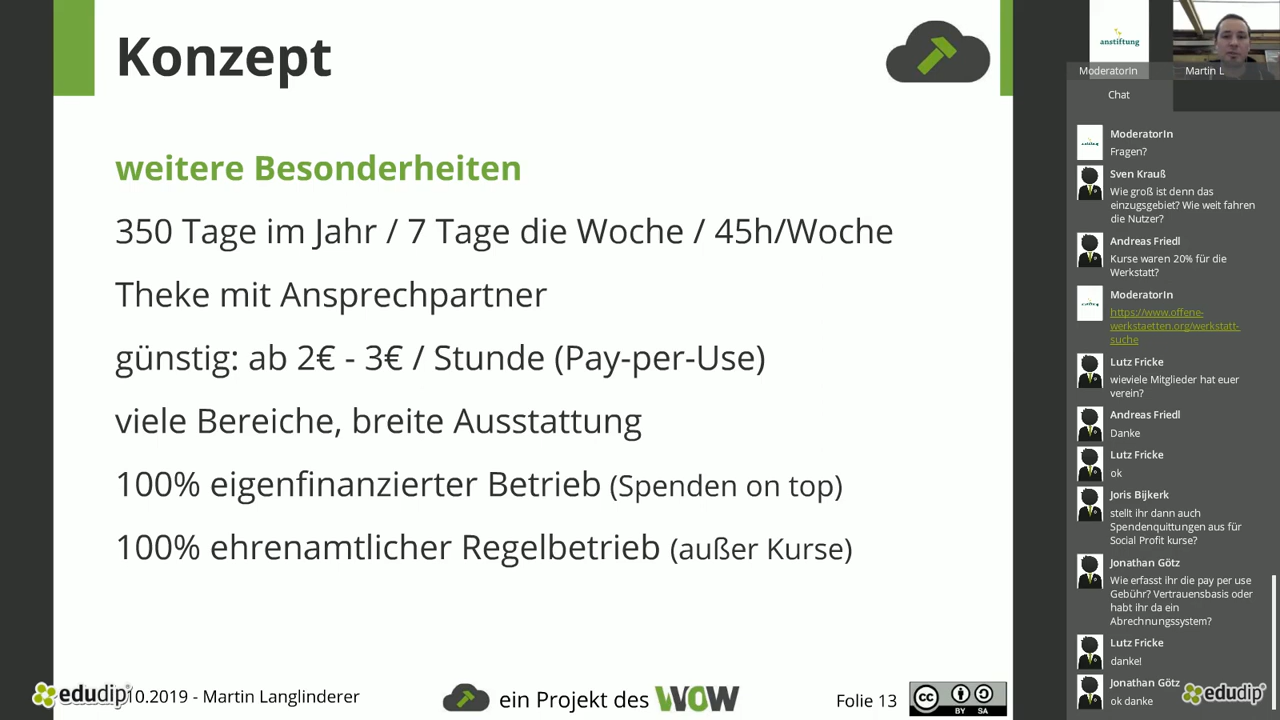 Konzept
weitere Besonderheiten
350 Tage im Jahr / 7 Tage die Woche / 45h/Woche
Theke mit Ansprechpartner
günstig: ab 2€ - 3€ / Stunde (Pay-per-Use)
viele Bereiche, breite Ausstattung
100% eigenfinanzierter Betrieb (Spenden on top)
100% ehrenamtlicher Regelbetrieb (außer Kurse)
edudip
10.2019 - Martin Langlinderer
ein Projekt des WOW
Folie 13
cc
BY SA
anstiftung
ModeratorIn
Martin L
Chat
ModeratorIn
Fragen?
Sven Krauß
Wie groß ist denn das
einzugsgebiet? Wie weit fahren
die Nutzer?
Andreas Friedl
Kurse waren 20% für die
Werkstatt?
ModeratorIn
https://www.offene-
werkstaetten.org/werkstatt-
suche
Lutz Fricke
wieviele Mitglieder hat euer
verein?
Andreas Friedl
Danke
Lutz Fricke
ok
Joris Bijkerk
stellt ihr dann auch
Spendenquittungen aus für
Social Profit kurse?
Jonathan Götz
Wie erfasst ihr die pay per use
Gebühr? Vertrauensbasis oder
habt ihr da ein
Abrechnungssystem?
Lutz Fricke
danke!
Jonathan Götz
ok danke
edudip